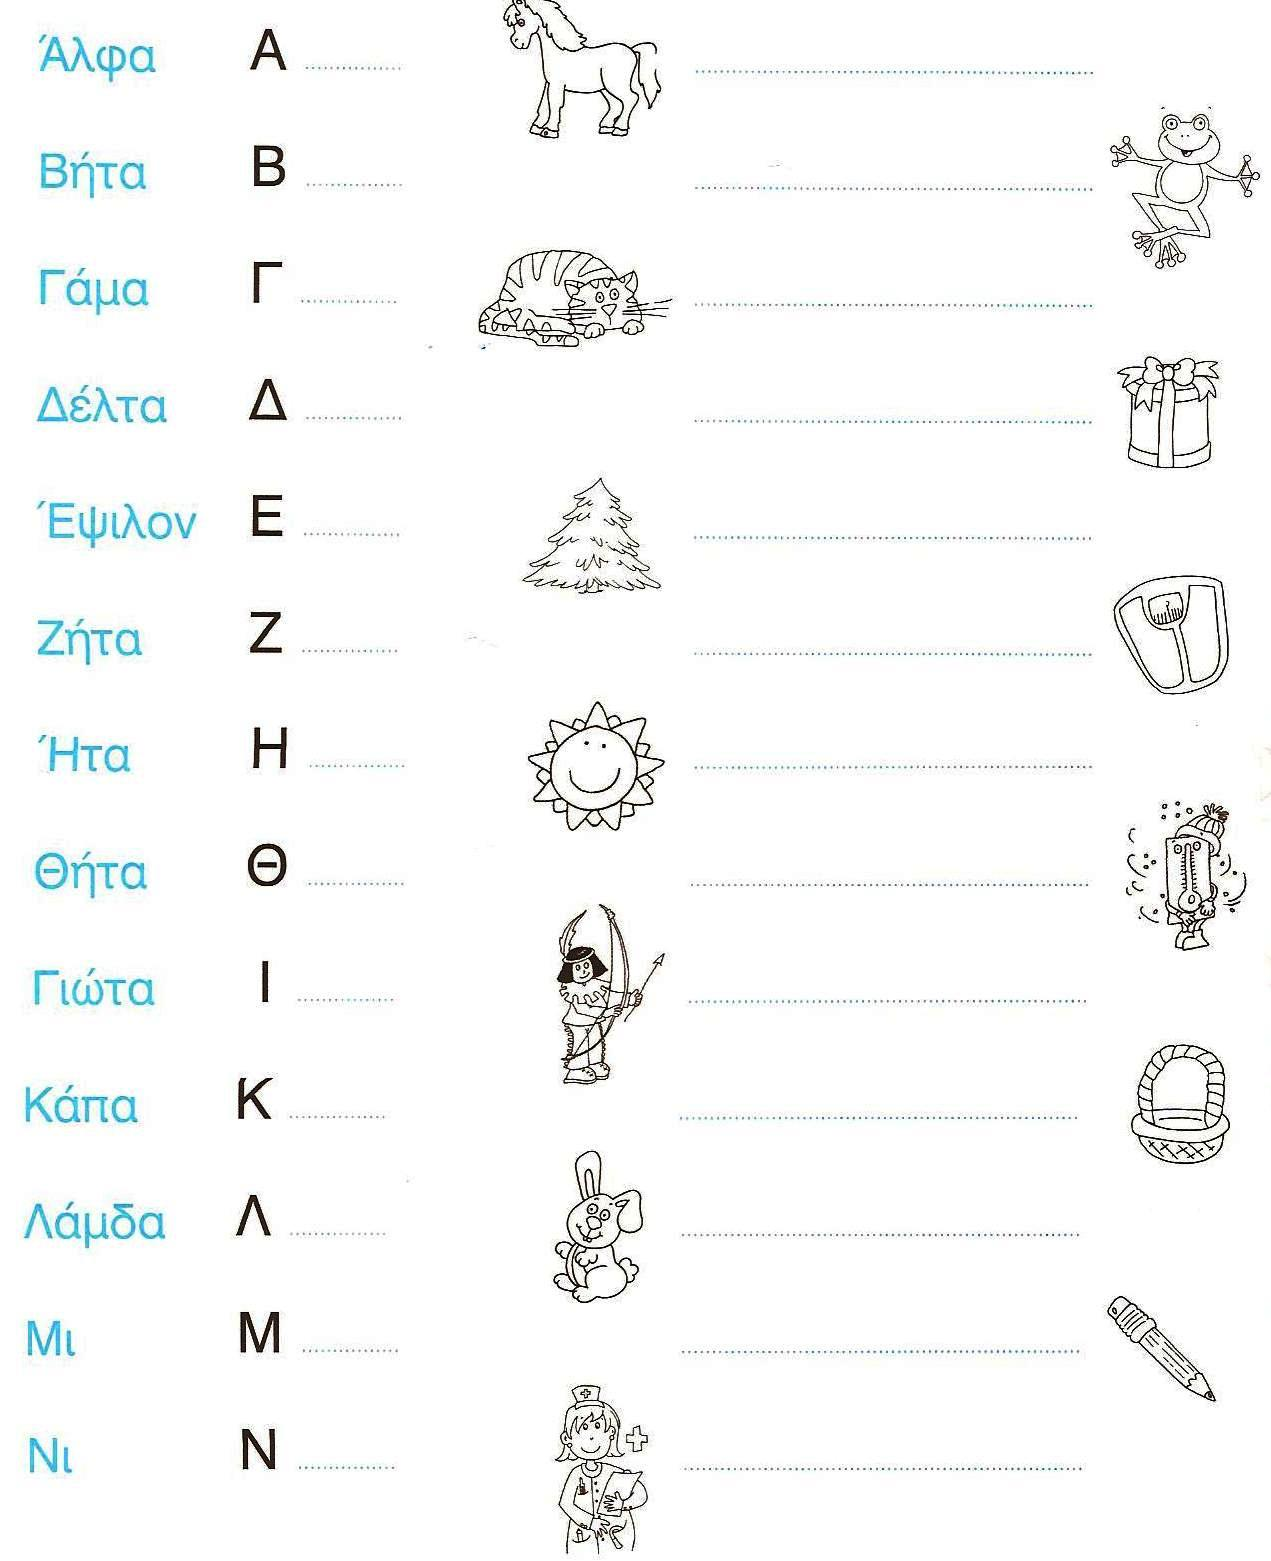 Άλφα Α
Βήτα Β
Γάμα Γ
Δέλτα Δ
Έψιλον Ε
Ζήτα Ζ
Ήτα Η
Θήτα Θ
Γιώτα Ι
Κάπα Κ
Λάμδα Λ
Μι Μ
Νι Ν